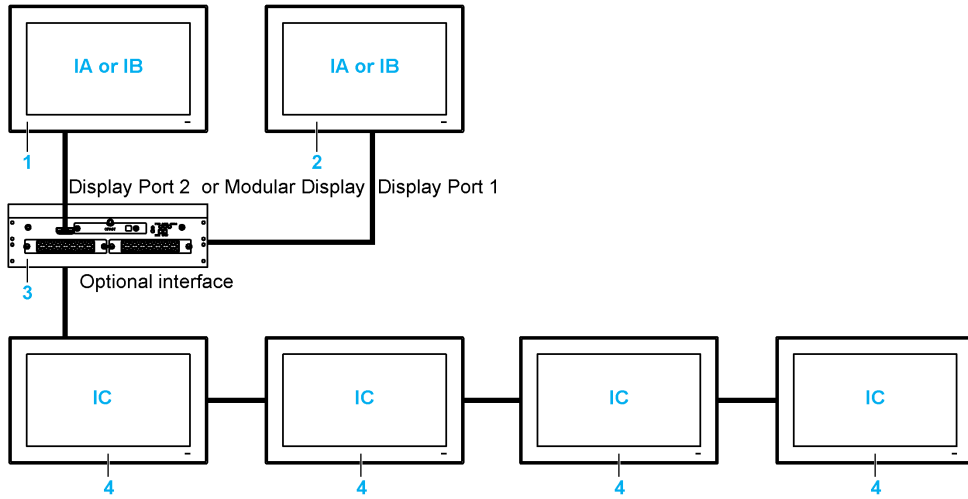 IA or IB
IA or IB
1
2
Display Port 2 or Modular Display
Display Port 1
3
Optional interface
IC
IC
IC
IC
4
4
4
4